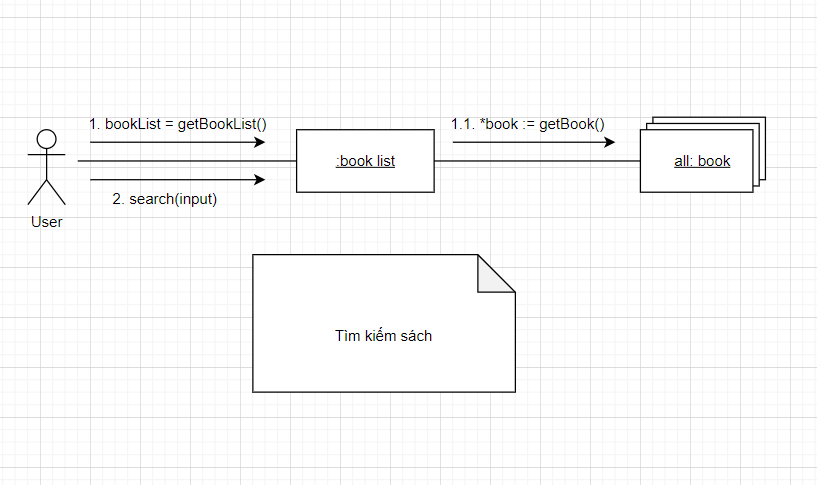 1. bookList = getBookList()
1.1. *book := getBook()
:book list
all: book
2. search(input)
User
Tìm kiếm sách